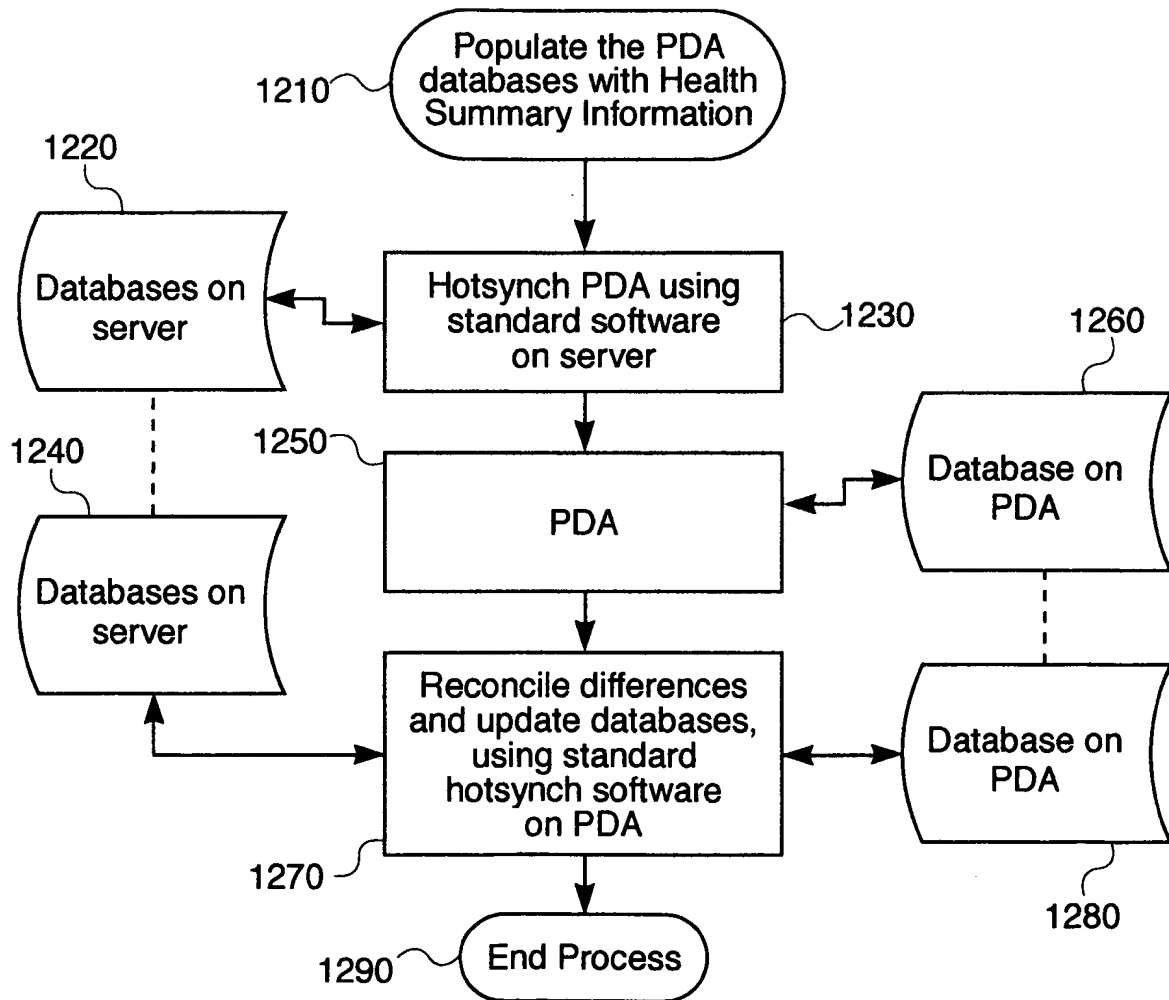 Populate the PDA
databases with Health
Summary Information
1210
1220
Databases on
server
Hotsynch PDA using
standard software
on server
1230
1260
1240
1250
Database on
PDA
PDA
Databases on
server
Reconcile differences
and update databases,
using standard
hotsynch software
on PDA
Database on
PDA
1270
1280
End Process
1290